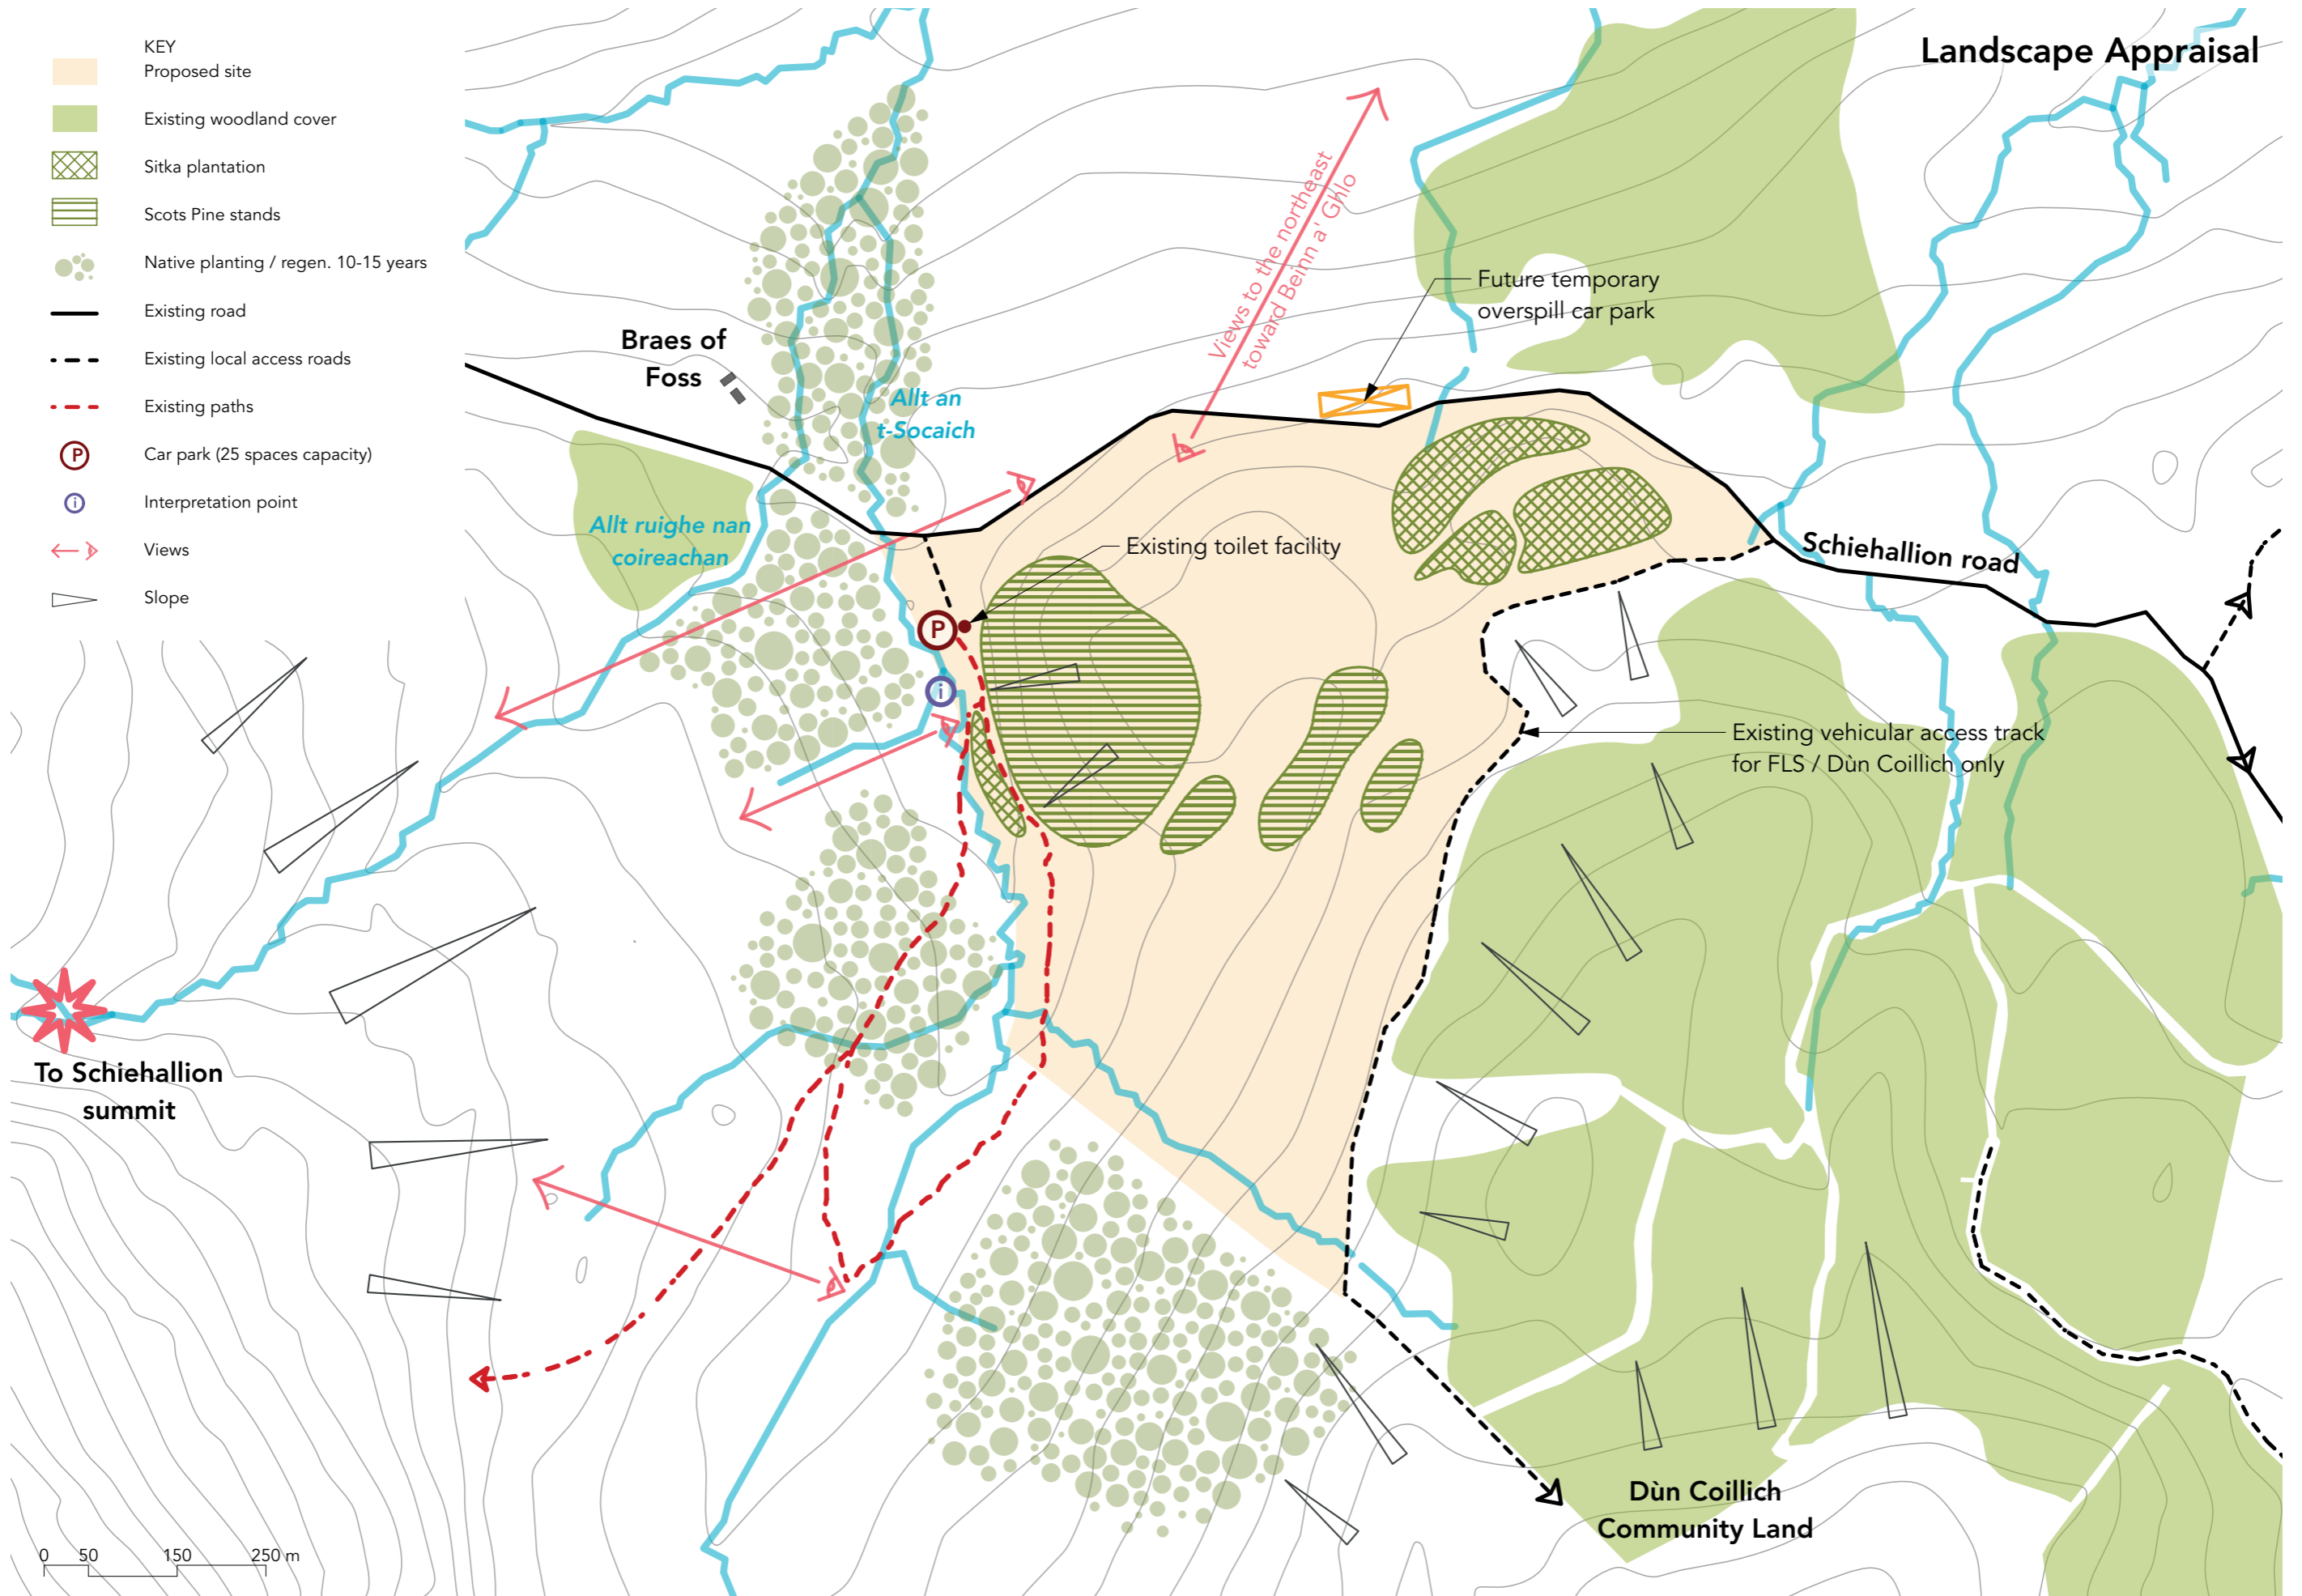 KEY
Proposed site
Existing woodland cover
Sitka plantation
Scots Pine stands
Native planting / regen. 10-15 years
Existing road
Existing local access roads
Existing paths
P
Car park (25 spaces capacity)
i
Interpretation point
Views
Slope
Landscape Appraisal
Views to the northeast
toward Beinn a' Ghlo
Future temporary
overspill car park
Braes of
Foss
Allt an
t-Socaich
Allt ruighe nan
coireachan
Existing toilet facility
Schiehallion road
P
i
Existing vehicular access track
for FLS / Dùn Coillich only
To Schiehallion
summit
Dùn Coillich
Community Land
0 50 150 250 m